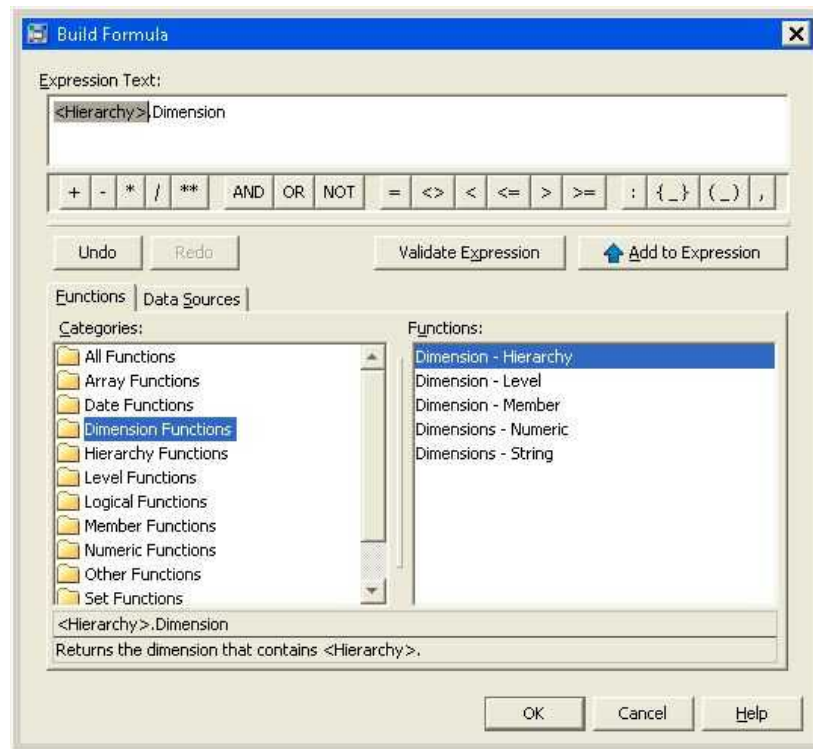 Build Formula
Expression Text:
<Hierarchy>.Dimension
+ - * / ** AND OR NOT = <> < <= > >= : {_} (_) ,
Undo Redo Validate Expression Add to Expression
Functions Data Sources
Categories:
All Functions
Array Functions
Date Functions
Dimension Functions
Hierarchy Functions
Level Functions
Logical Functions
Member Functions
Numeric Functions
Other Functions
Set Functions
Functions:
Dimension - Hierarchy
Dimension - Level
Dimension - Member
Dimensions - Numeric
Dimensions - String
<Hierarchy>.Dimension
Returns the dimension that contains <Hierarchy>.
OK Cancel Help